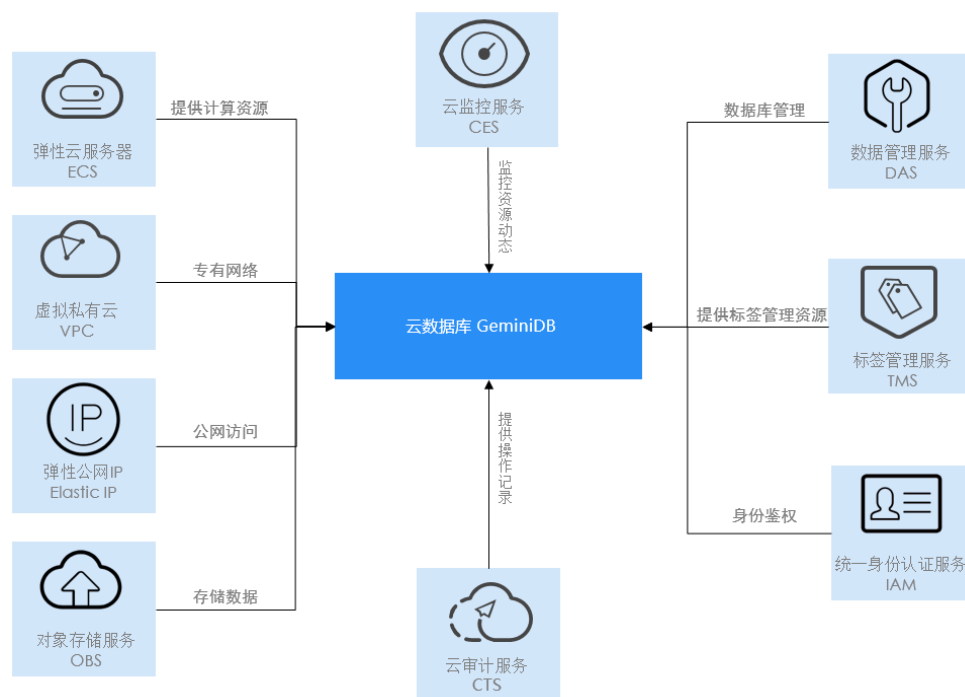 云监控服务
CES
弹性云服务器
ECS
提供计算资源
数据库管理
数据管理服务
DAS
监控资源动态
虚拟私有云
VPC
专有网络
云数据库 GeminiDB
提供标签管理资源
标签管理服务
TMS
IP
弹性公网IP
Elastic IP
公网访问
提供操作记录
身份鉴权
统一身份认证服务
IAM
对象存储服务
OBS
存储数据
云审计服务
CTS